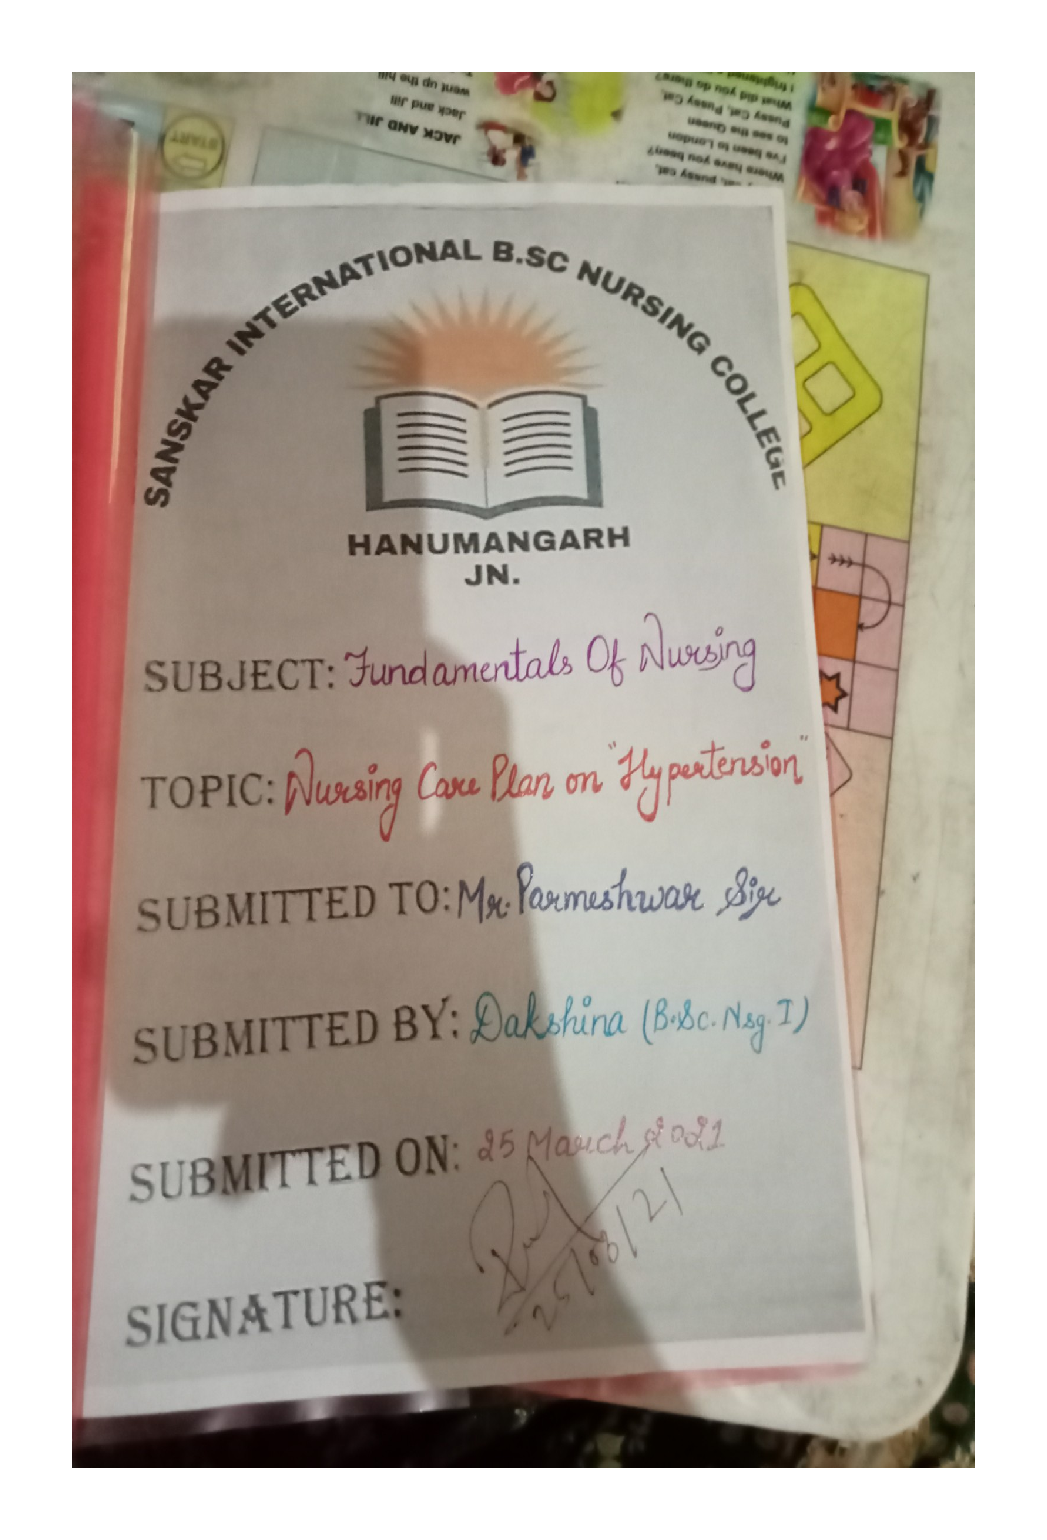 went up the hill
Jack and Jill
JACK AND JILL
What did you do there?
Pussy Cat, Pussy Cat,
to see the Queen
I've been to London
Where have you been?
pussy cat,
START
SANSKAR INTERNATIONAL B.SC NURSING COLLEGE
HANUMANGARH
JN.
SUBJECT: Fundamentals Of Nursing
TOPIC: Nursing Care Plan on "Hypertension"
SUBMITTED TO: Mr. Parmeshwar Sir
SUBMITTED BY: Dakshina (B.Sc. Nsg. I)
SUBMITTED ON: 25 March 2021
SIGNATURE:
25/03/21